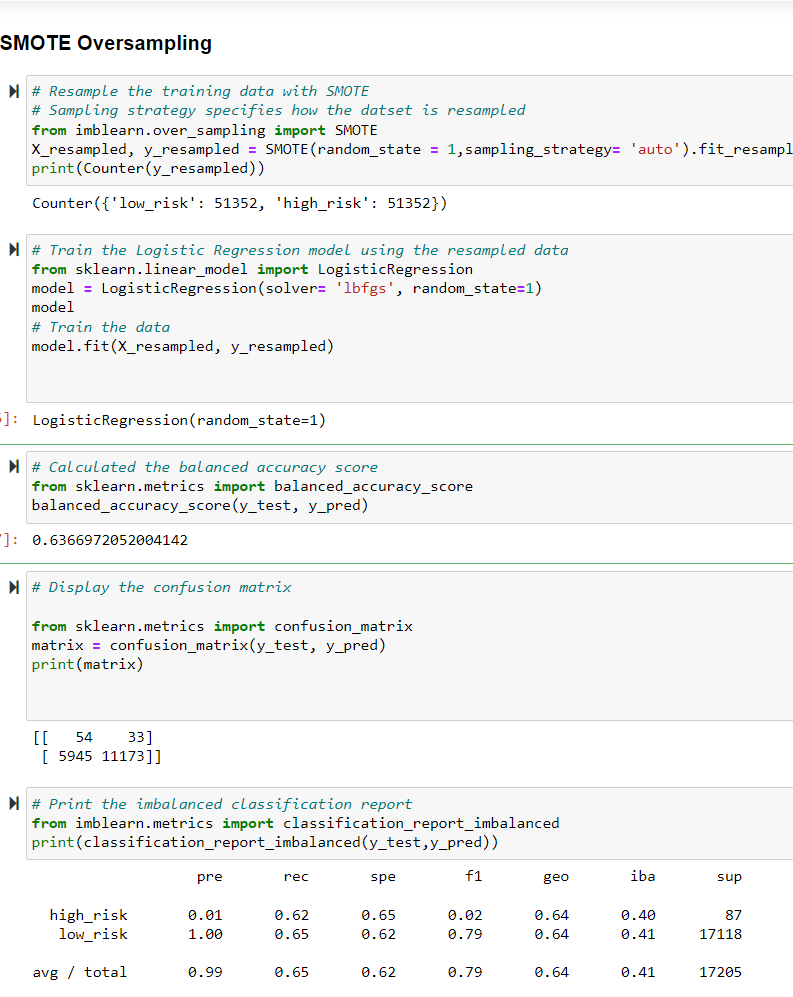 SMOTE Oversampling
# Resample the training data with SMOTE
# Sampling strategy specifies how the datset is resampled
from imblearn.over_sampling import SMOTE
X_resampled, y_resampled = SMOTE(random_state = 1,sampling_strategy= 'auto').fit_resampl
print(Counter(y_resampled))
Counter({'low_risk': 51352, 'high_risk': 51352})
# Train the Logistic Regression model using the resampled data
from sklearn.linear_model import LogisticRegression
model = LogisticRegression(solver= 'lbfgs', random_state=1)
model
# Train the data
model.fit(X_resampled, y_resampled)
]: LogisticRegression(random_state=1)
# Calculated the balanced accuracy score
from sklearn.metrics import balanced_accuracy_score
balanced_accuracy_score(y_test, y_pred)
]: 0.6366972052004142
# Display the confusion matrix
from sklearn.metrics import confusion_matrix
matrix = confusion_matrix(y_test, y_pred)
print(matrix)
[[   54    33]
 [ 5945 11173]]
# Print the imbalanced classification report
from imblearn.metrics import classification_report_imbalanced
print(classification_report_imbalanced(y_test,y_pred))
pre rec spe f1 geo iba sup
high_risk 0.01 0.62 0.65 0.02 0.64 0.40 87
low_risk 1.00 0.65 0.62 0.79 0.64 0.41 17118
avg / total 0.99 0.65 0.62 0.79 0.64 0.41 17205